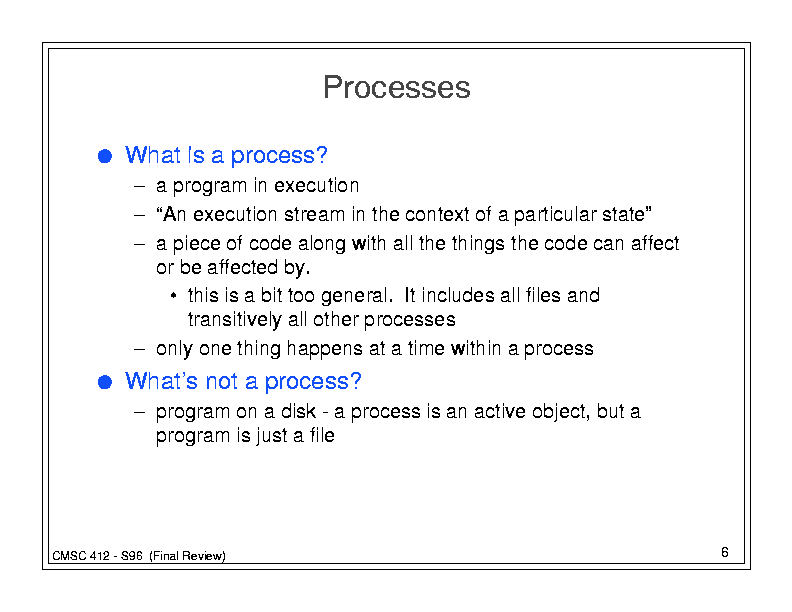 Processes
● What is a process?
– a program in execution
– “An execution stream in the context of a particular state”
– a piece of code along with all the things the code can affect
or be affected by.
• this is a bit too general.  It includes all files and
transitively all other processes
– only one thing happens at a time within a process
● What’s not a process?
– program on a disk - a process is an active object, but a
program is just a file
CMSC 412 - S96  (Final Review)
6